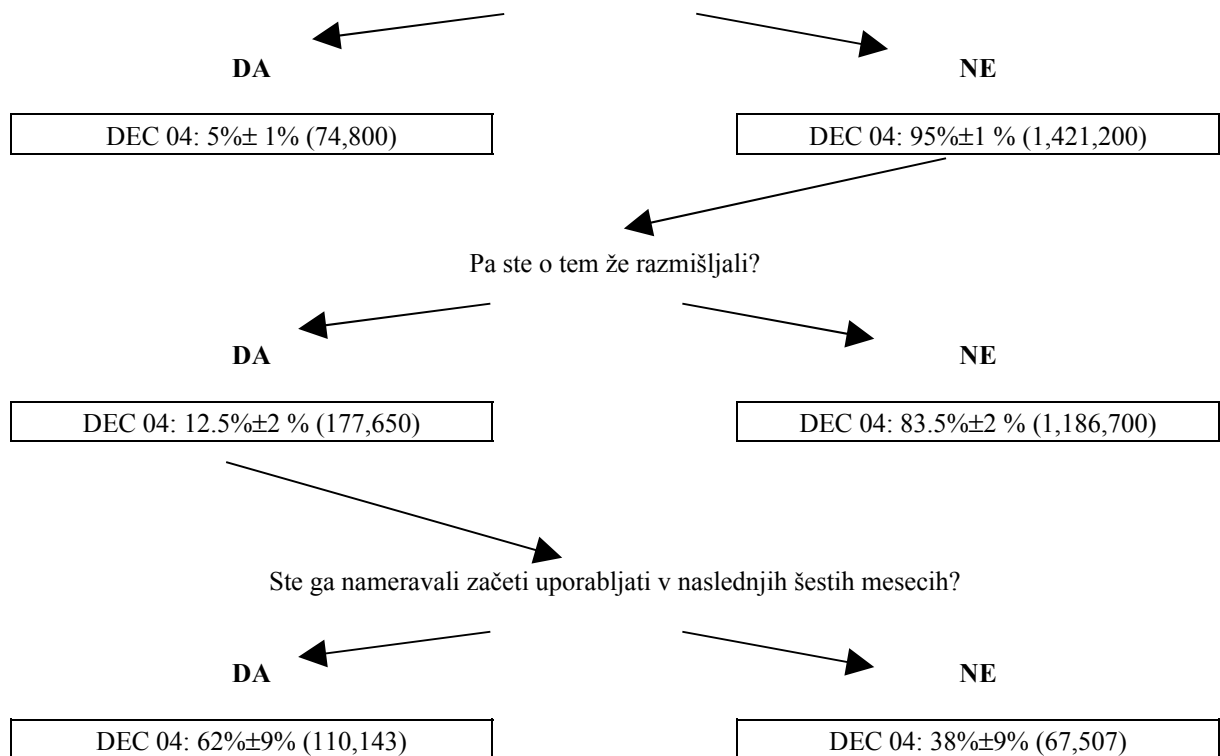 DA
NE
DEC 04: 5%± 1% (74,800)
DEC 04: 95%±1 % (1,421,200)
Pa ste o tem že razmišljali?
DA
NE
DEC 04: 12.5%±2 % (177,650)
DEC 04: 83.5%±2 % (1,186,700)
Ste ga nameravali začeti uporabljati v naslednjih šestih mesecih?
DA
NE
DEC 04: 62%±9% (110,143)
DEC 04: 38%±9% (67,507)